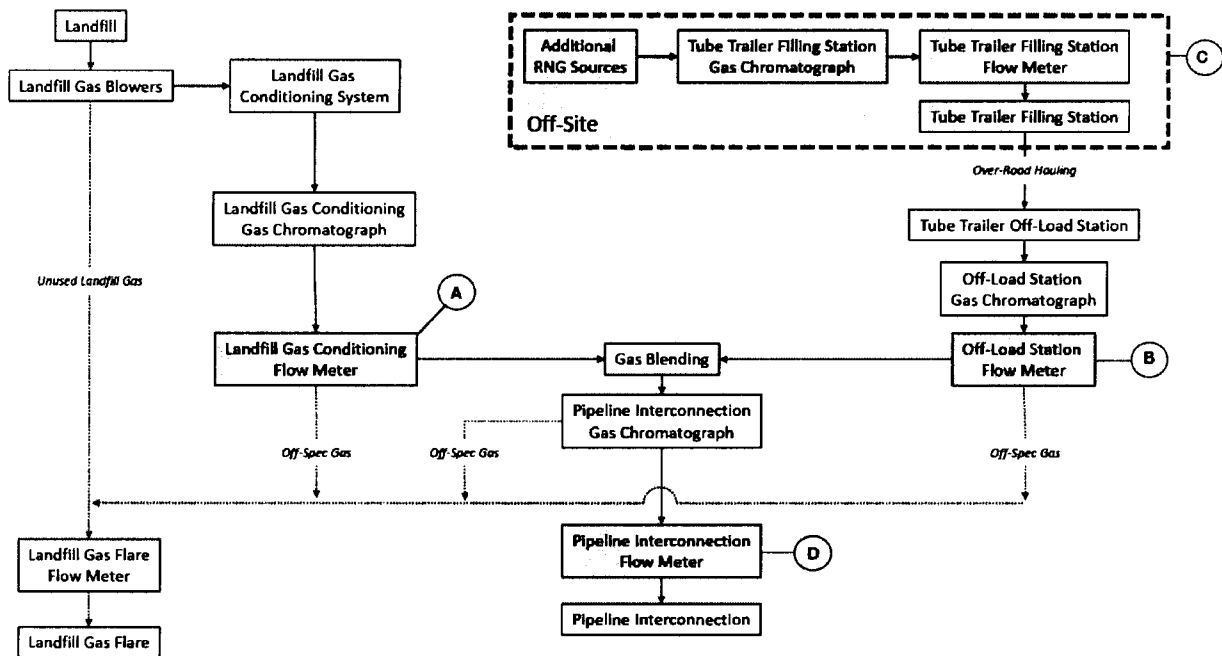 Landfill
Landfill Gas Blowers
Landfill Gas
Conditioning System
Additional
RNG Sources
Tube Trailer Filling Station
Gas Chromatograph
Tube Trailer Filling Station
Flow Meter
C
Off-Site
Tube Trailer Filling Station
Over-Road Hauling
Landfill Gas Conditioning
Gas Chromatograph
Tube Trailer Off-Load Station
Unused Landfill Gas
A
Off-Load Station
Gas Chromatograph
Landfill Gas Conditioning
Flow Meter
Gas Blending
Off-Load Station
Flow Meter
B
Pipeline Interconnection
Gas Chromatograph
Off-Spec Gas
Off-Spec Gas
Off-Spec Gas
Landfill Gas Flare
Flow Meter
Pipeline Interconnection
Flow Meter
D
Landfill Gas Flare
Pipeline Interconnection